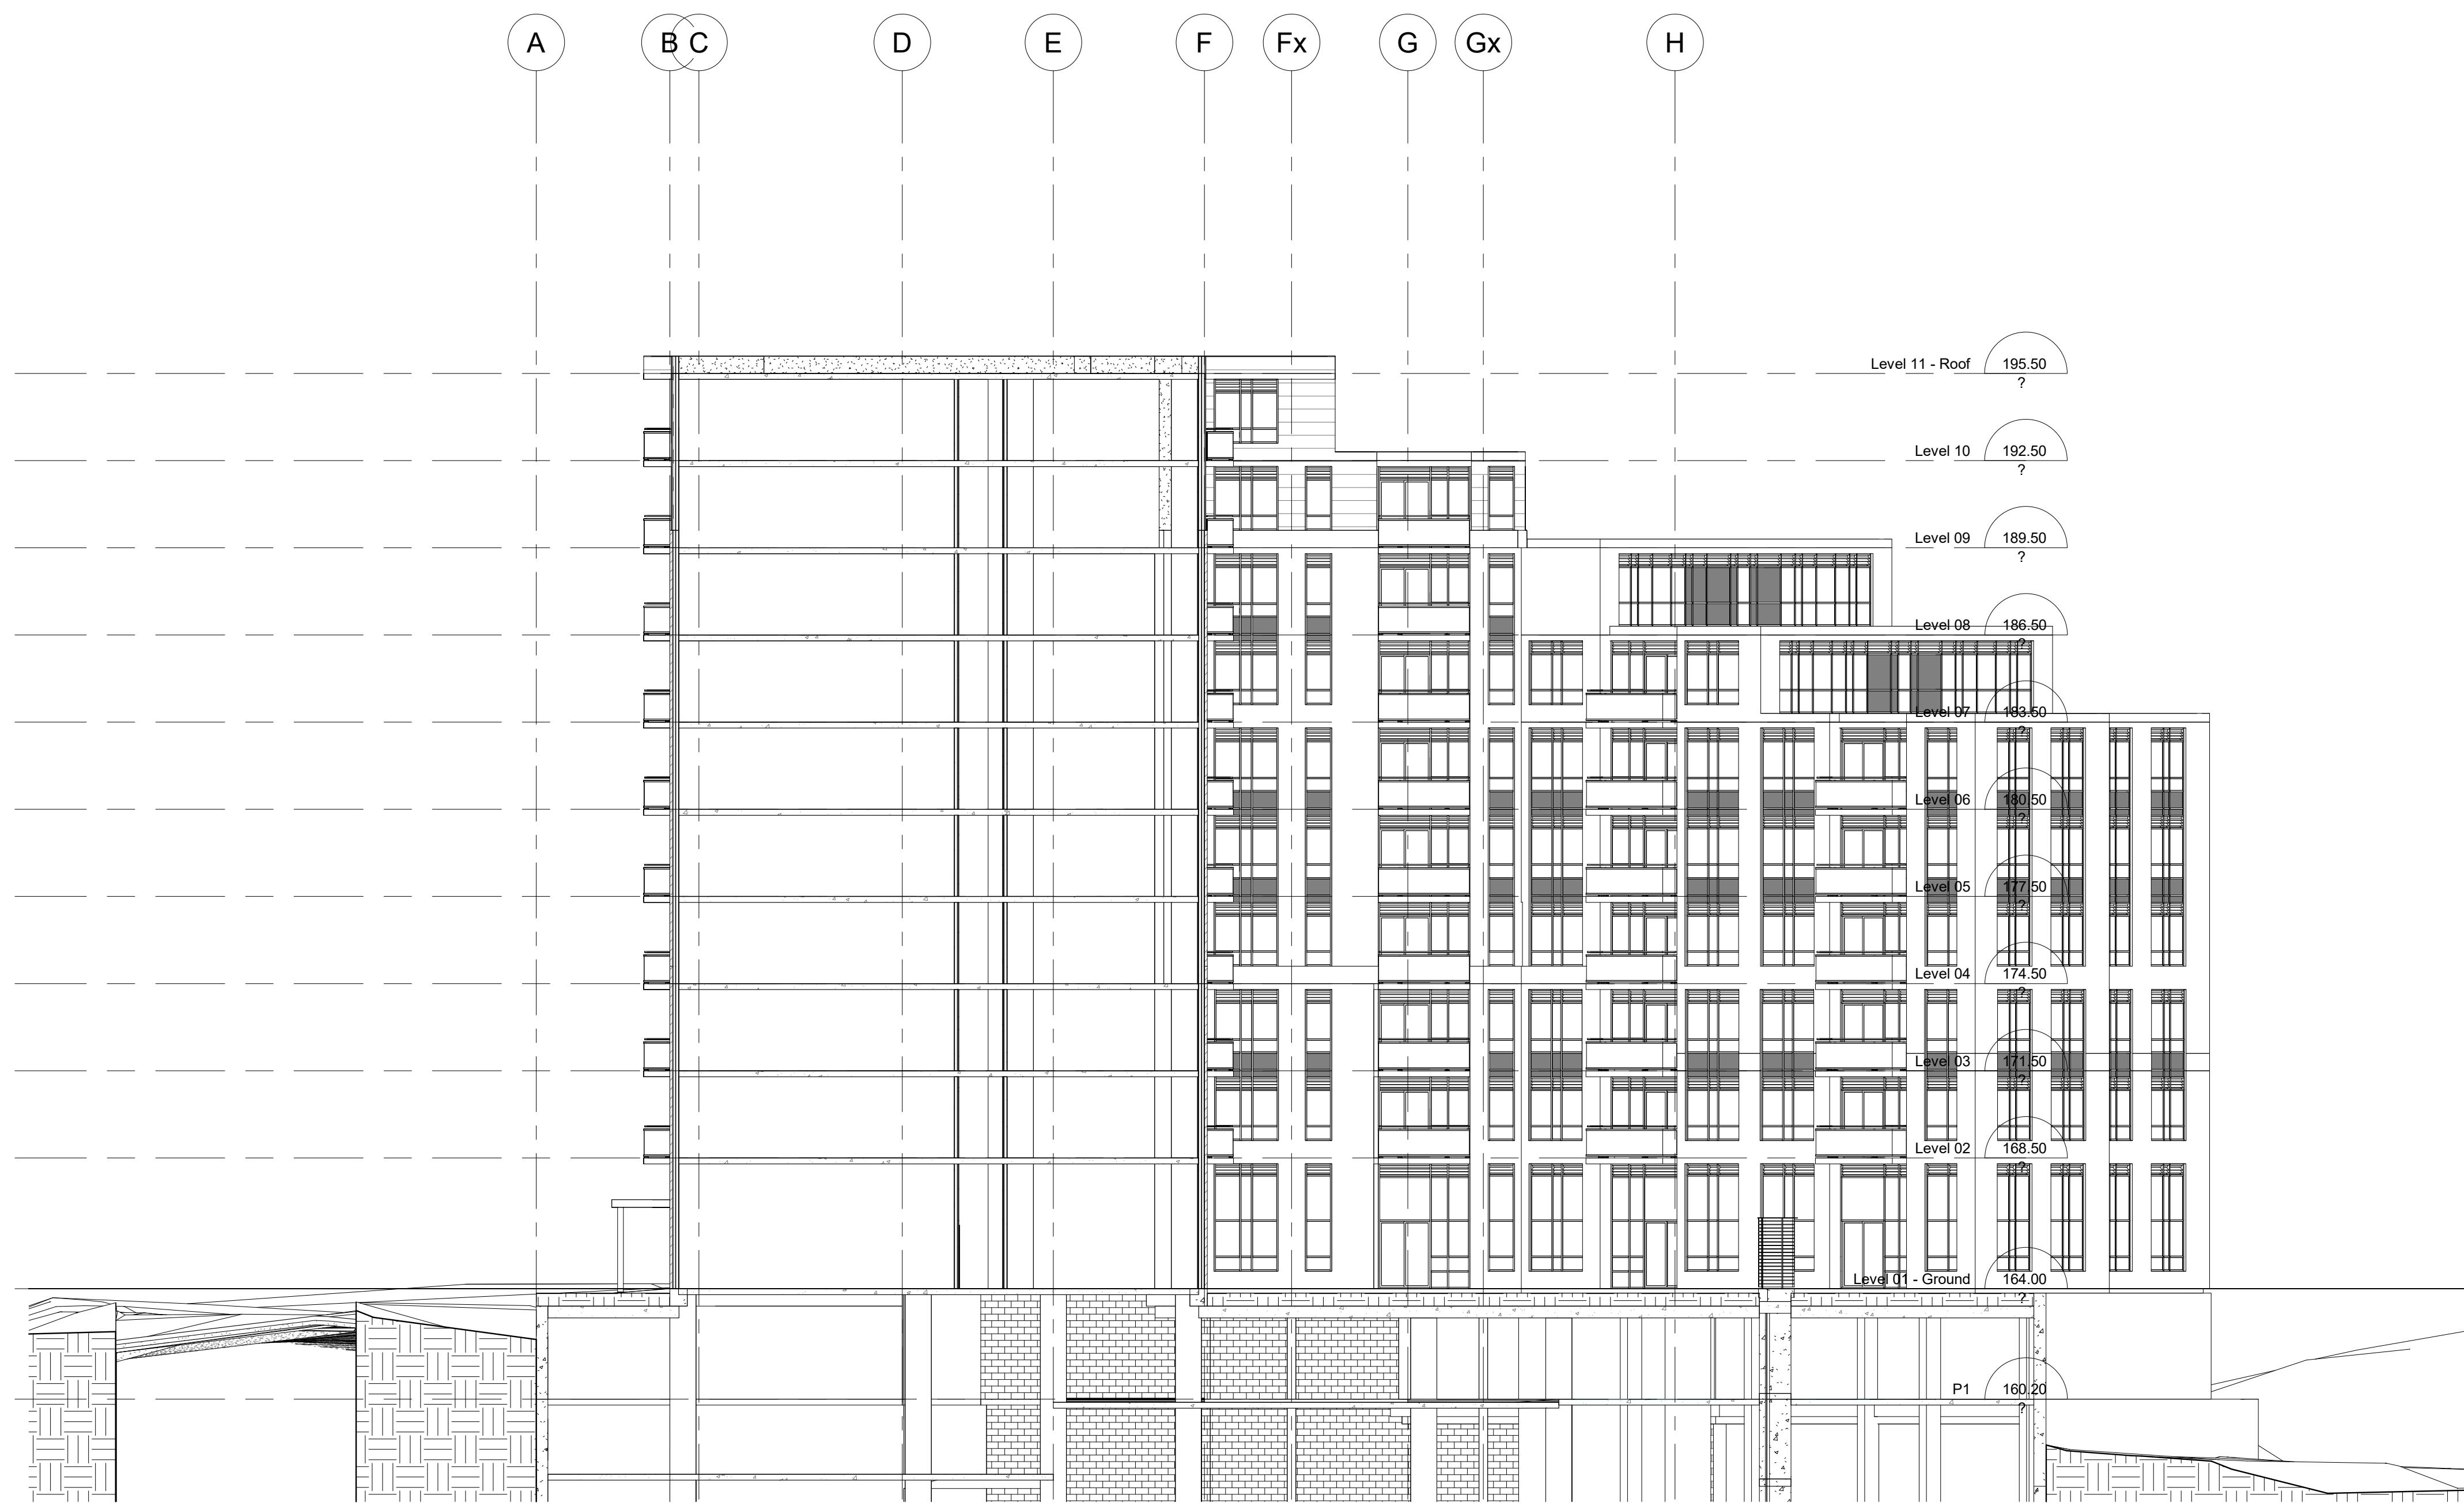 A B C D E F Fx G Gx H
Level 11 - Roof 195.50
?
Level 10 192.50
?
Level 09 189.50
?
Level 08 186.50
?
Level 07 183.50
?
Level 06 180.50
?
Level 05 177.50
?
Level 04 174.50
?
Level 03 171.50
?
Level 02 168.50
?
Level 01 - Ground 164.00
?
P1 160.20
?